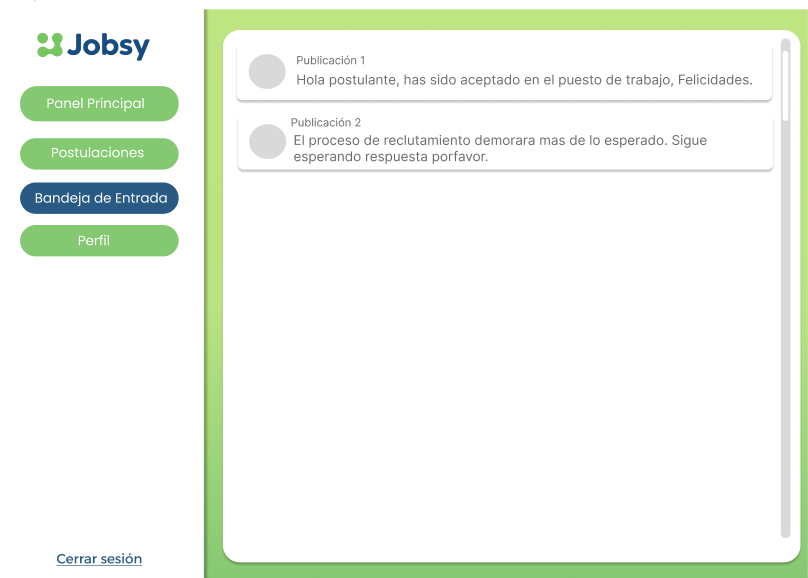 Jobsy
Panel Principal
Postulaciones
Bandeja de Entrada
Perfil
Cerrar sesión
Publicación 1
Hola postulante, has sido aceptado en el puesto de trabajo, Felicidades.
Publicación 2
El proceso de reclutamiento demorara mas de lo esperado. Sigue
esperando respuesta porfavor.